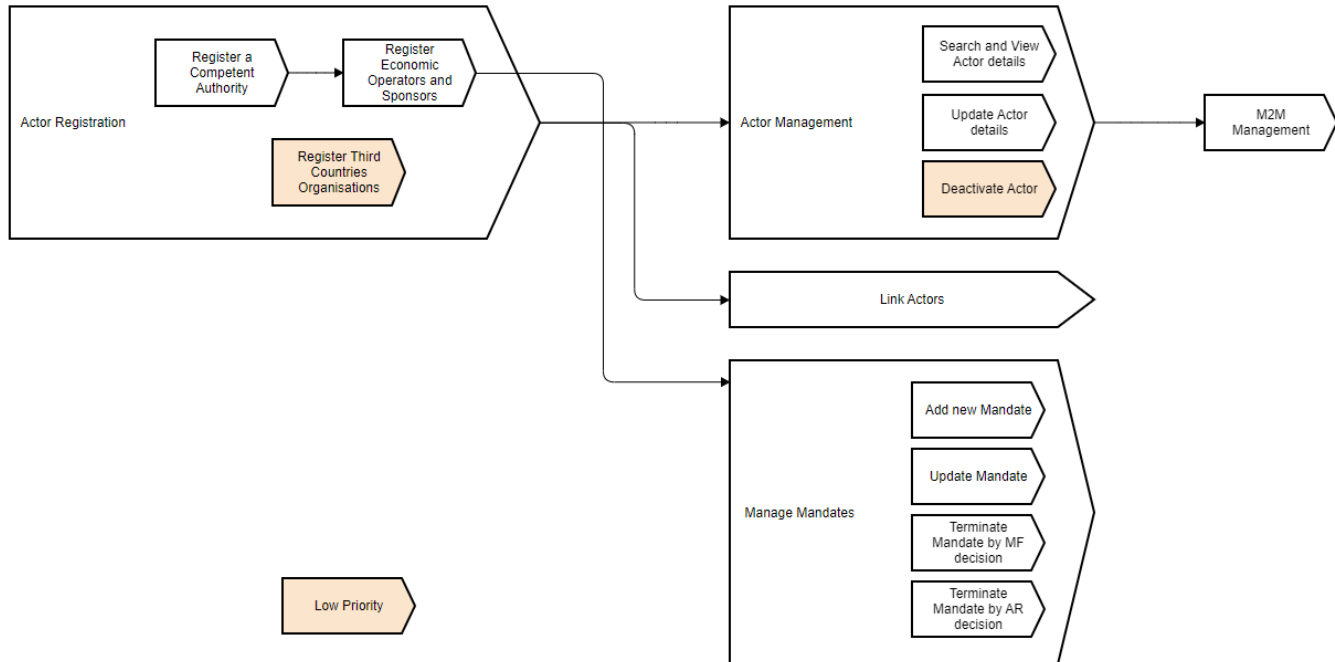 Actor Registration
Register a
Competent
Authority
Register
Economic
Operators and
Sponsors
Register Third
Countries
Organisations
Actor Management
Search and View
Actor details
Update Actor
details
Deactivate Actor
M2M
Management
Link Actors
Manage Mandates
Add new Mandate
Update Mandate
Terminate
Mandate by MF
decision
Terminate
Mandate by AR
decision
Low Priority